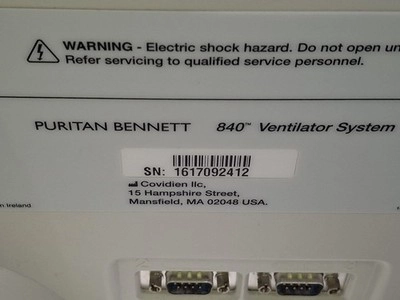 WARNING - Electric shock hazard. Do not open
Refer servicing to qualified service personnel.
PURITAN BENNETT 840™ Ventilator System
SN: 1617092412
Covidien llc,
15 Hampshire Street,
Mansfield, MA 02048 USA.
n Ireland